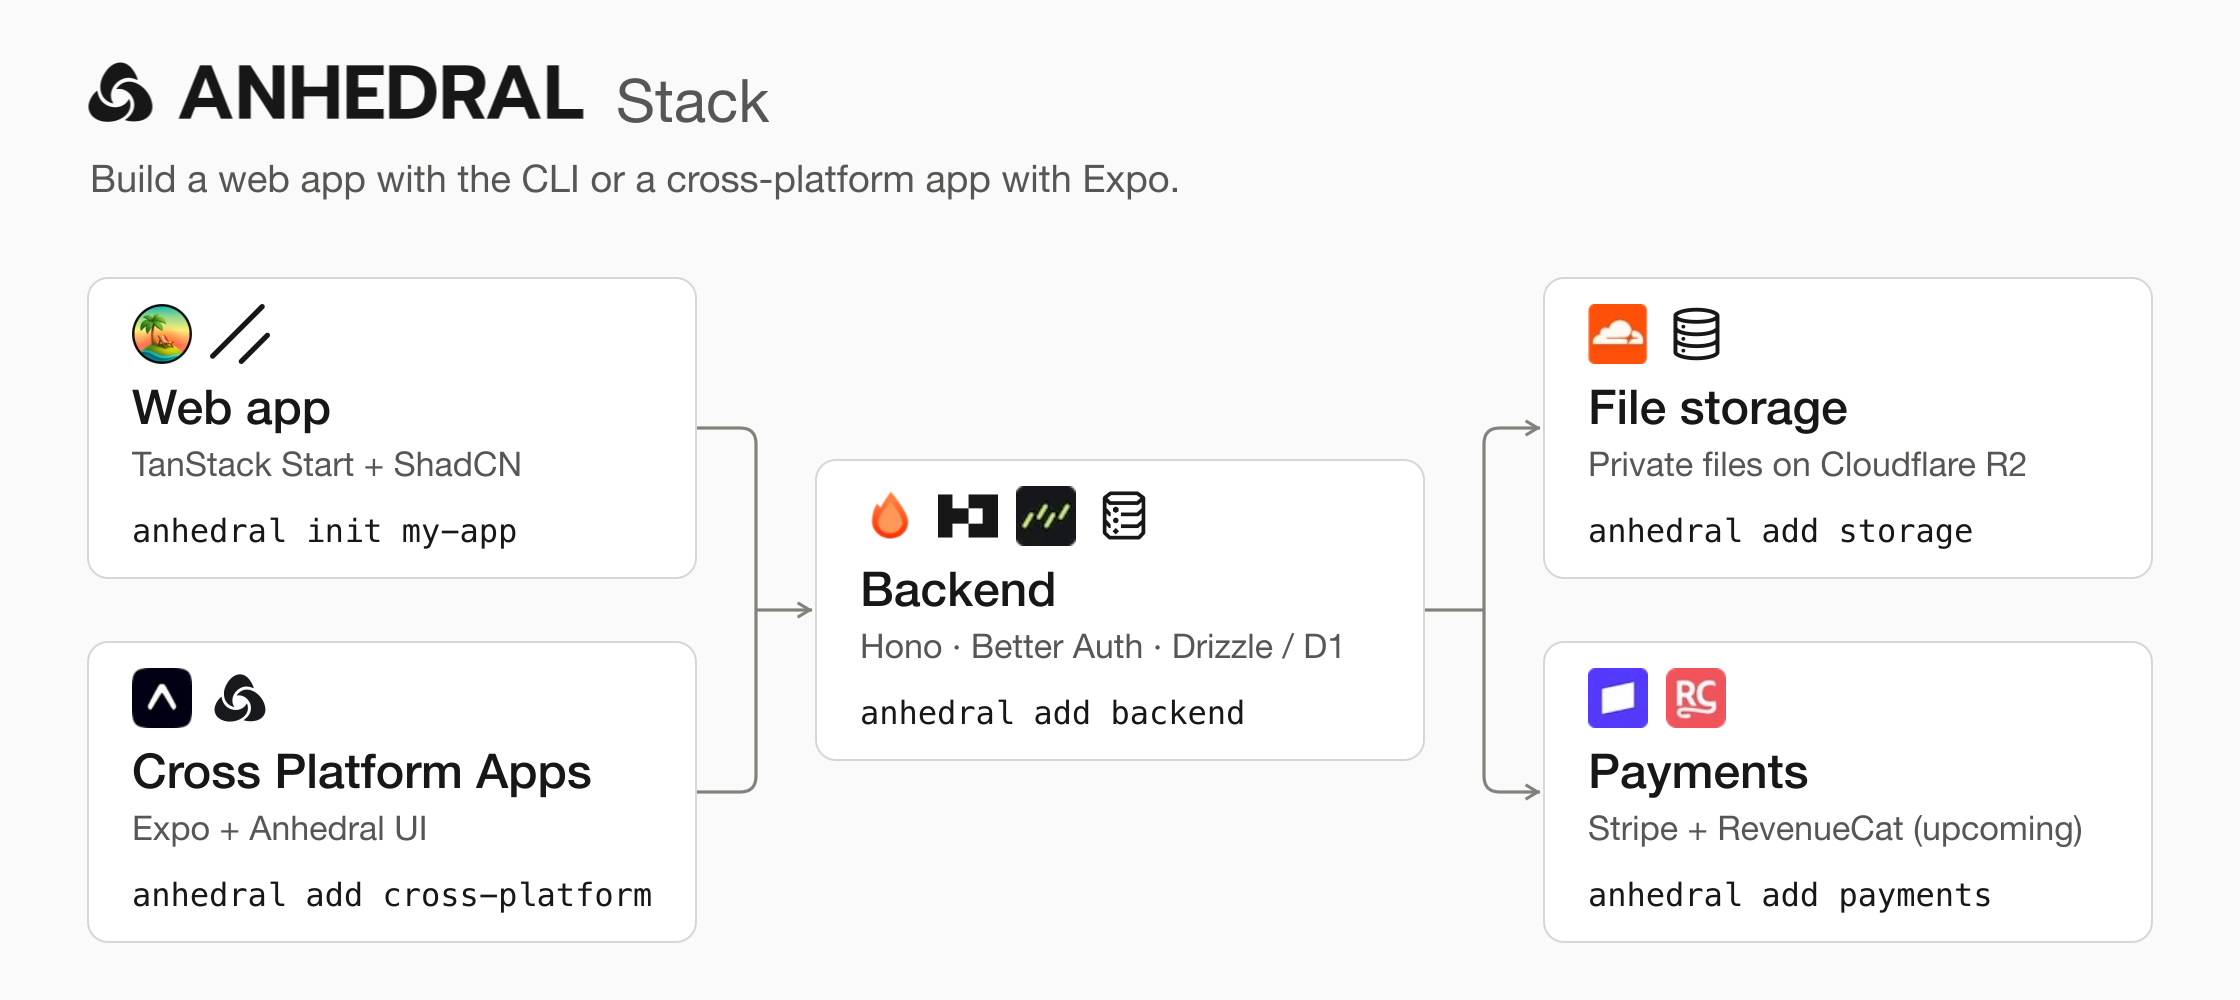 ANHEDRAL Stack
Build a web app with the CLI or a cross-platform app with Expo.
Web app
TanStack Start + ShadCN
anhedral init my-app
Cross Platform Apps
Expo + Anhedral UI
anhedral add cross-platform
Backend
Hono · Better Auth · Drizzle / D1
anhedral add backend
File storage
Private files on Cloudflare R2
anhedral add storage
RC
Payments
Stripe + RevenueCat (upcoming)
anhedral add payments